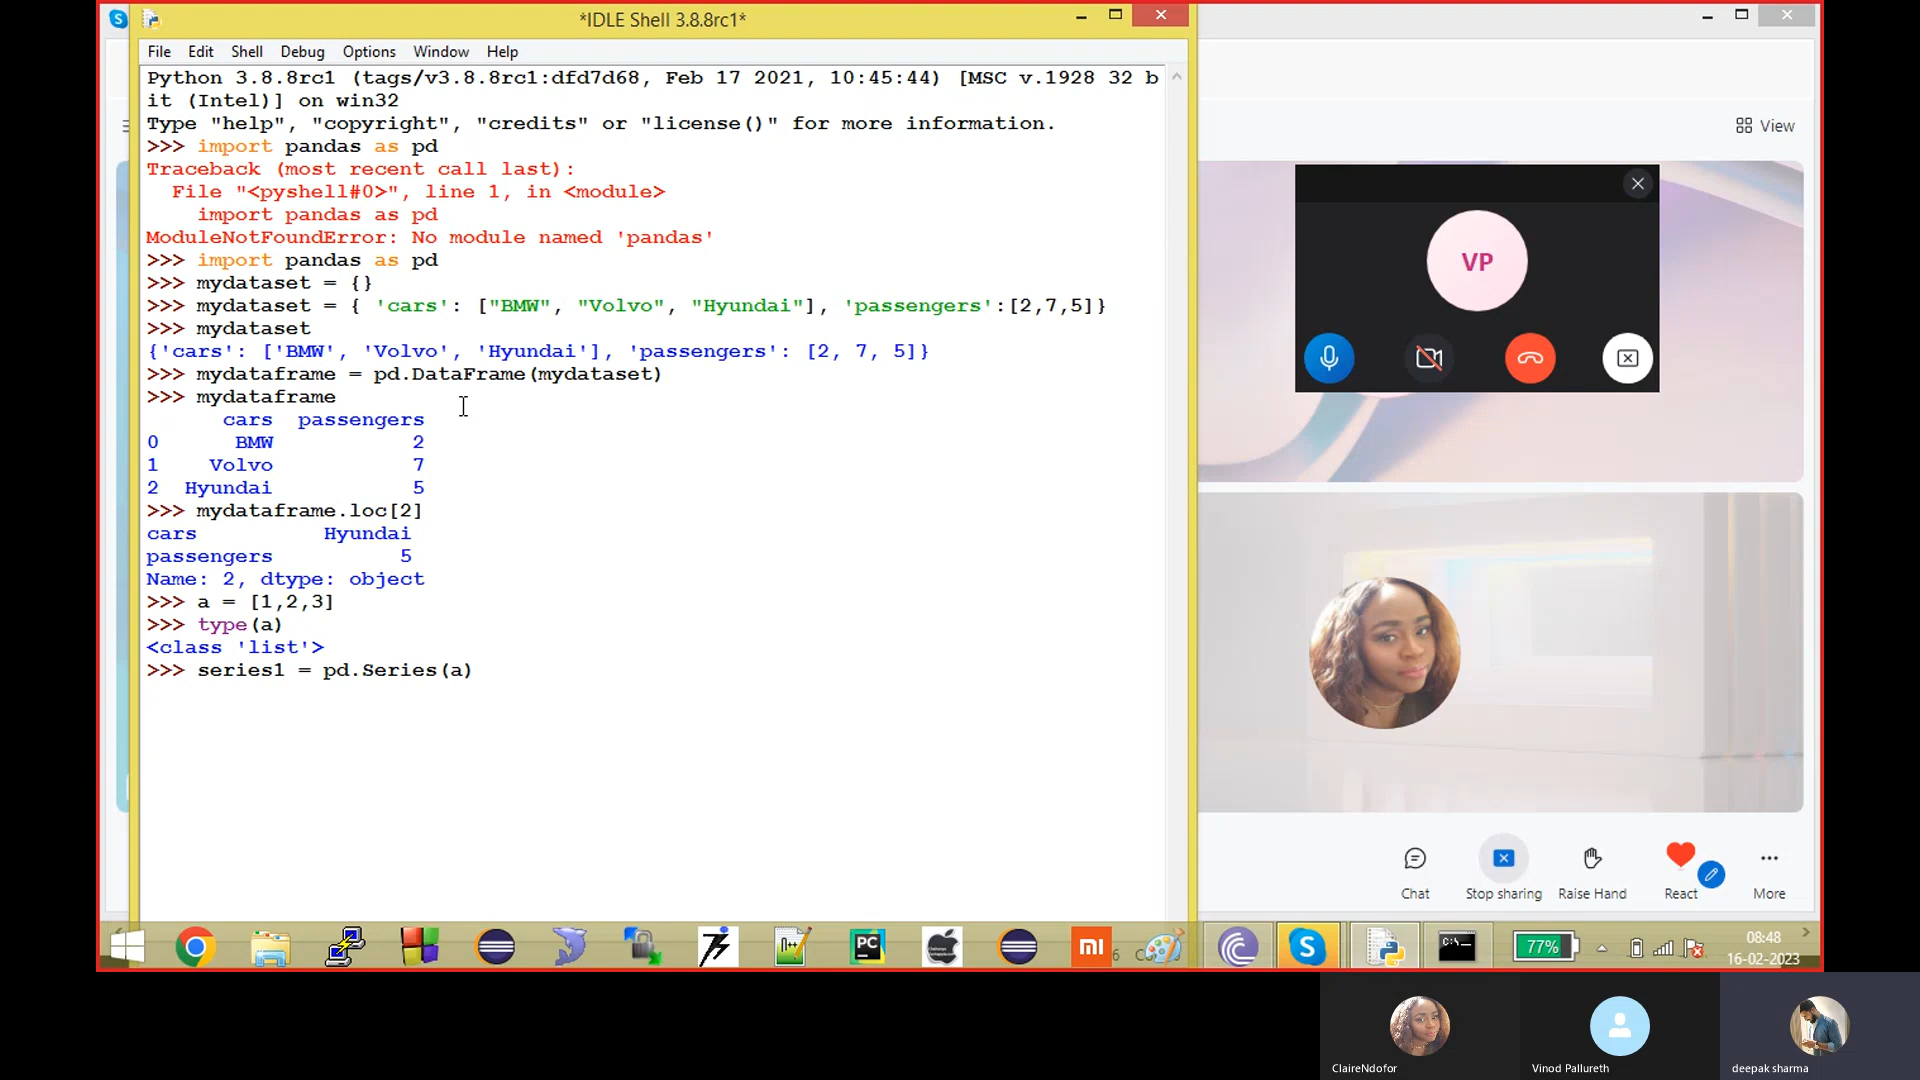 *IDLE Shell 3.8.8rc1*
File Edit Shell Debug Options Window Help
Python 3.8.8rc1 (tags/v3.8.8rc1:dfd7d68, Feb 17 2021, 10:45:44) [MSC v.1928 32 b
it (Intel)] on win32
Type "help", "copyright", "credits" or "license()" for more information.
>>> import pandas as pd
Traceback (most recent call last):
  File "<pyshell#0>", line 1, in <module>
    import pandas as pd
ModuleNotFoundError: No module named 'pandas'
>>> import pandas as pd
>>> mydataset = {}
>>> mydataset = { 'cars': ["BMW", "Volvo", "Hyundai"], 'passengers':[2,7,5]}
>>> mydataset
{'cars': ['BMW', 'Volvo', 'Hyundai'], 'passengers': [2, 7, 5]}
>>> mydataframe = pd.DataFrame(mydataset)
>>> mydataframe
      cars  passengers
0      BMW           2
1    Volvo           7
2  Hyundai           5
>>> mydataframe.loc[2]
cars          Hyundai
passengers          5
Name: 2, dtype: object
>>> a = [1,2,3]
>>> type(a)
<class 'list'>
>>> series1 = pd.Series(a)
View
VP
Chat Stop sharing Raise Hand React More
PC
mi
6
C:\
77%
08:48
16-02-2023
ClaireNdofor
Vinod Pallureth
deepak sharma